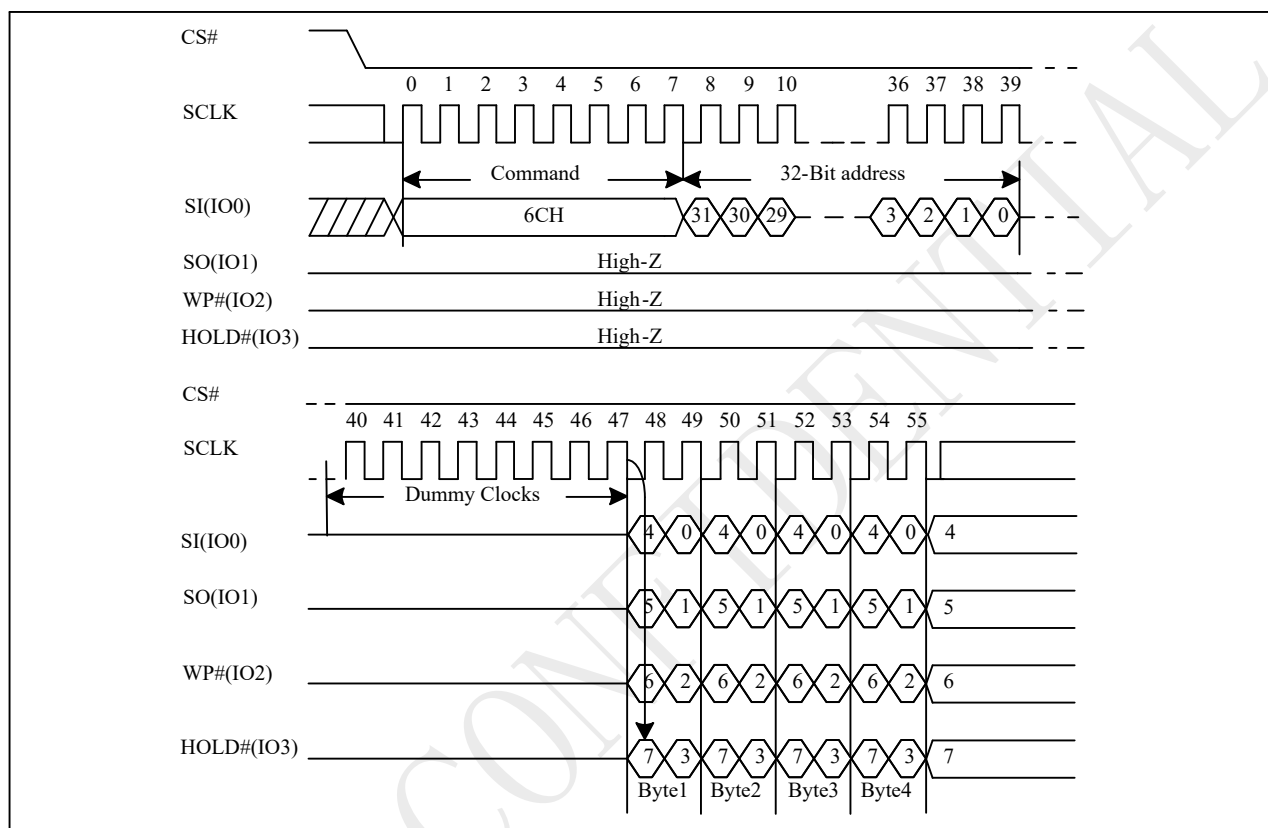 CS#
0 1 2 3 4 5 6 7 8 9 10 36 37 38 39
SCLK
Command 32-Bit address
SI(IO0) 6CH 31 30 29 3 2 1 0
SO(IO1) High-Z
WP#(IO2) High-Z
HOLD#(IO3) High-Z
CS#
40 41 42 43 44 45 46 47 48 49 50 51 52 53 54 55
SCLK
Dummy Clocks
SI(IO0) 4 0 4 0 4 0 4 0 4
SO(IO1) 5 1 5 1 5 1 5 1 5
WP#(IO2) 6 2 6 2 6 2 6 2 6
HOLD#(IO3) 7 3 7 3 7 3 7 3 7
Byte1 Byte2 Byte3 Byte4
CONFIDENTIAL